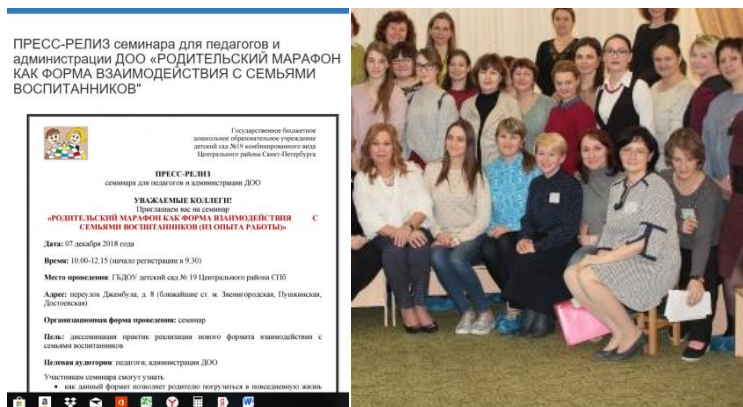 ПРЕСС-РЕЛИЗ семинара для педагогов и
администрации ДОО «РОДИТЕЛЬСКИЙ МАРАФОН
КАК ФОРМА ВЗАИМОДЕЙСТВИЯ С СЕМЬЯМИ
ВОСПИТАННИКОВ"
Государственное бюджетное
дошкольное образовательное учреждение
детский сад №19 комбинированного вида
Центрального района Санкт-Петербурга
ПРЕСС-РЕЛИЗ
семинара для педагогов и администрации ДОО
УВАЖАЕМЫЕ КОЛЛЕГИ!
Приглашаем вас на семинар
«РОДИТЕЛЬСКИЙ МАРАФОН КАК ФОРМА ВЗАИМОДЕЙСТВИЯ С
СЕМЬЯМИ ВОСПИТАННИКОВ (ИЗ ОПЫТА РАБОТЫ)»
Дата: 07 декабря 2018 года
Время: 10.00-12.15 (начало регистрации в 9.30)
Место проведения: ГБДОУ детский сад № 19 Центрального района СПб
Адрес: переулок Джамбула, д. 8 (ближайшие ст. м. Звенигородская, Пушкинская,
Достоевская)
Организационная форма проведения: семинар
Цель: диссеминация практик реализации нового формата взаимодействия с
семьями воспитанников
Целевая аудитория: педагоги, администрация ДОО
Участникам семинара смогут узнать
• как данный формат позволяет родителю погрузиться в повседневную жизнь